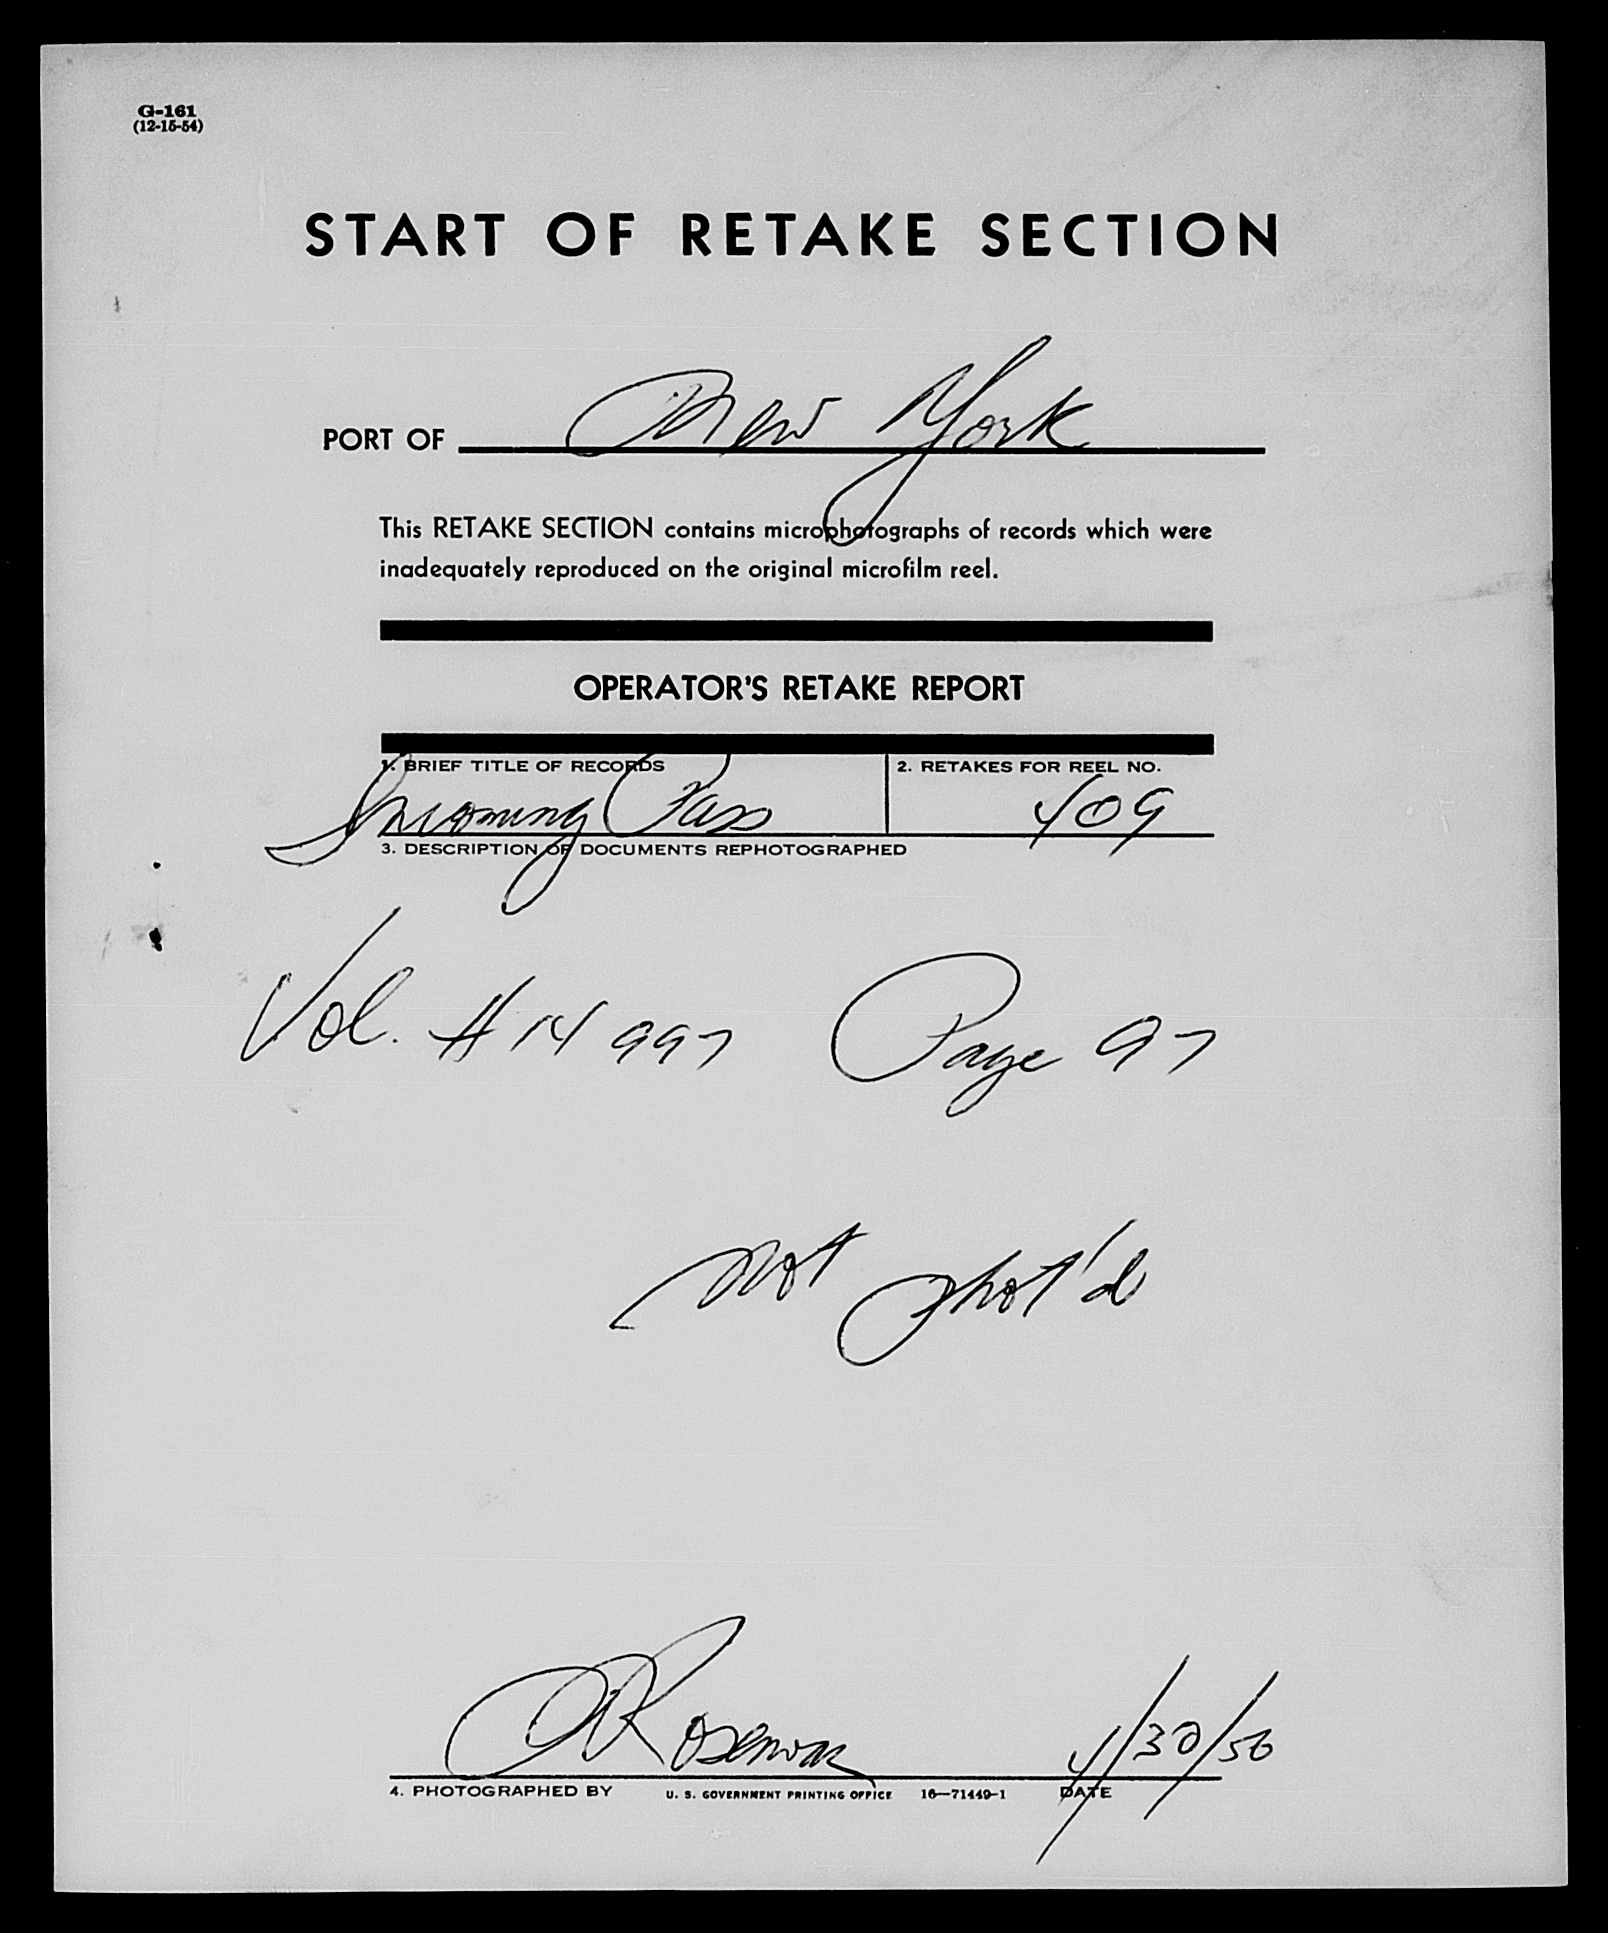 G-161
(12-15-54)
START OF RETAKE SECTION
PORT OF New York
This RETAKE SECTION contains microphotographs of records which were
inadequately reproduced on the original microfilm reel.
OPERATOR'S RETAKE REPORT
1. BRIEF TITLE OF RECORDS 2. RETAKES FOR REEL NO.
Incoming Pass 409
3. DESCRIPTION OF DOCUMENTS REPHOTOGRAPHED
Vol. # 14997 Page 97
not phot'd
4/30/56
4. PHOTOGRAPHED BY U. S. GOVERNMENT PRINTING OFFICE 16—71449-1 DATE